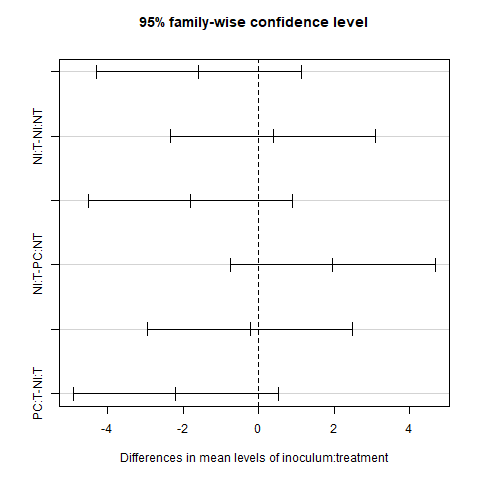 95% family-wise confidence level
NI:T-NI:NT
NI:T-PC:NT
PC:T-NI:T
-4
-2
0
2
4
Differences in mean levels of inoculum:treatment